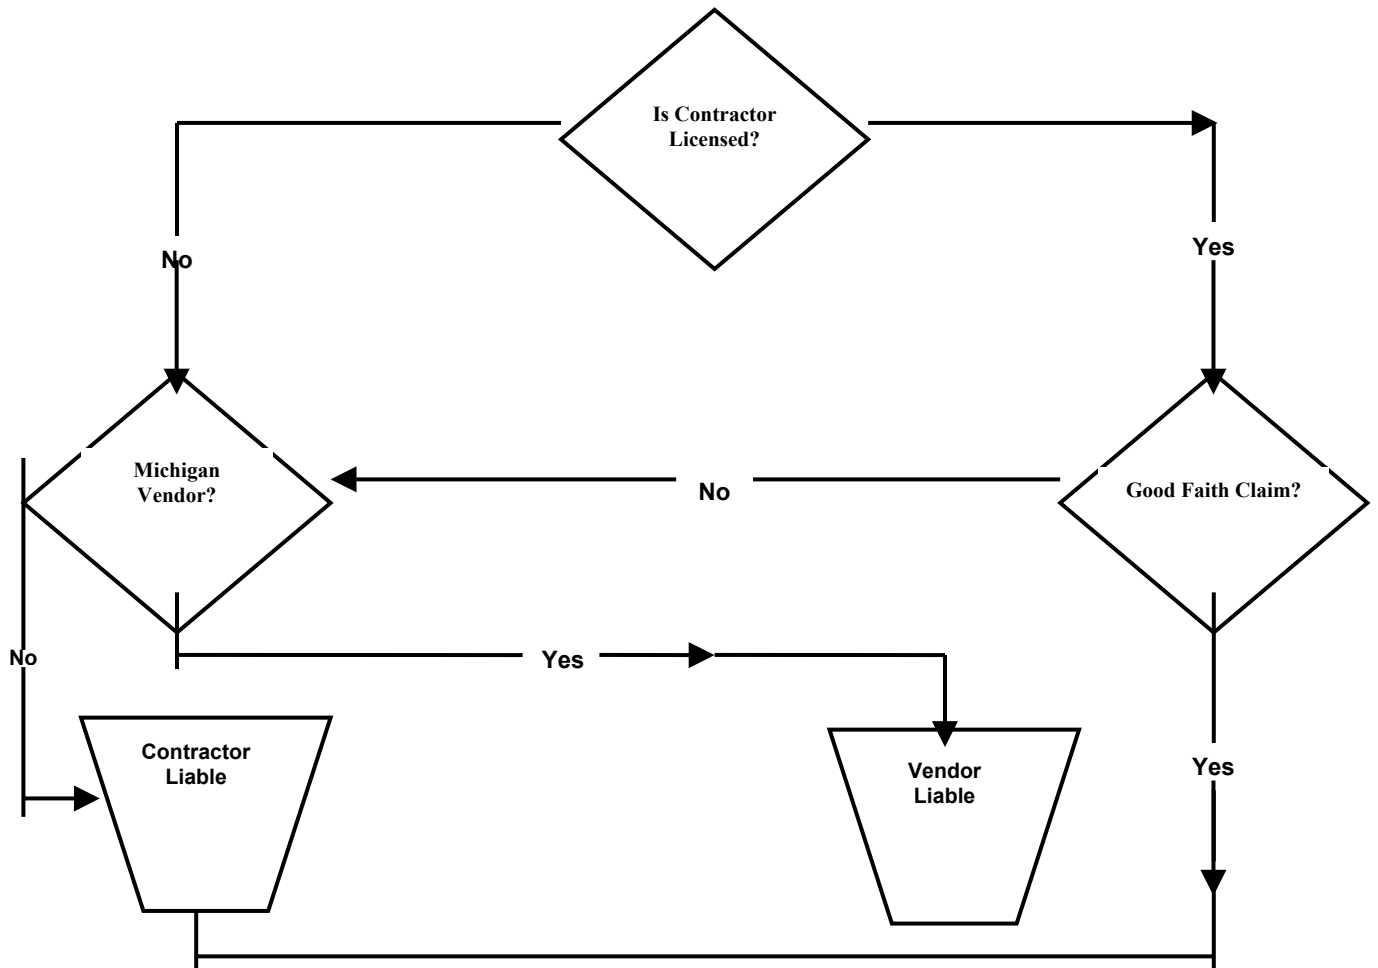 Is Contractor
Licensed?
No
Yes
Michigan
Vendor?
No
Good Faith Claim?
No
Yes
Contractor
Liable
Vendor
Liable
Yes